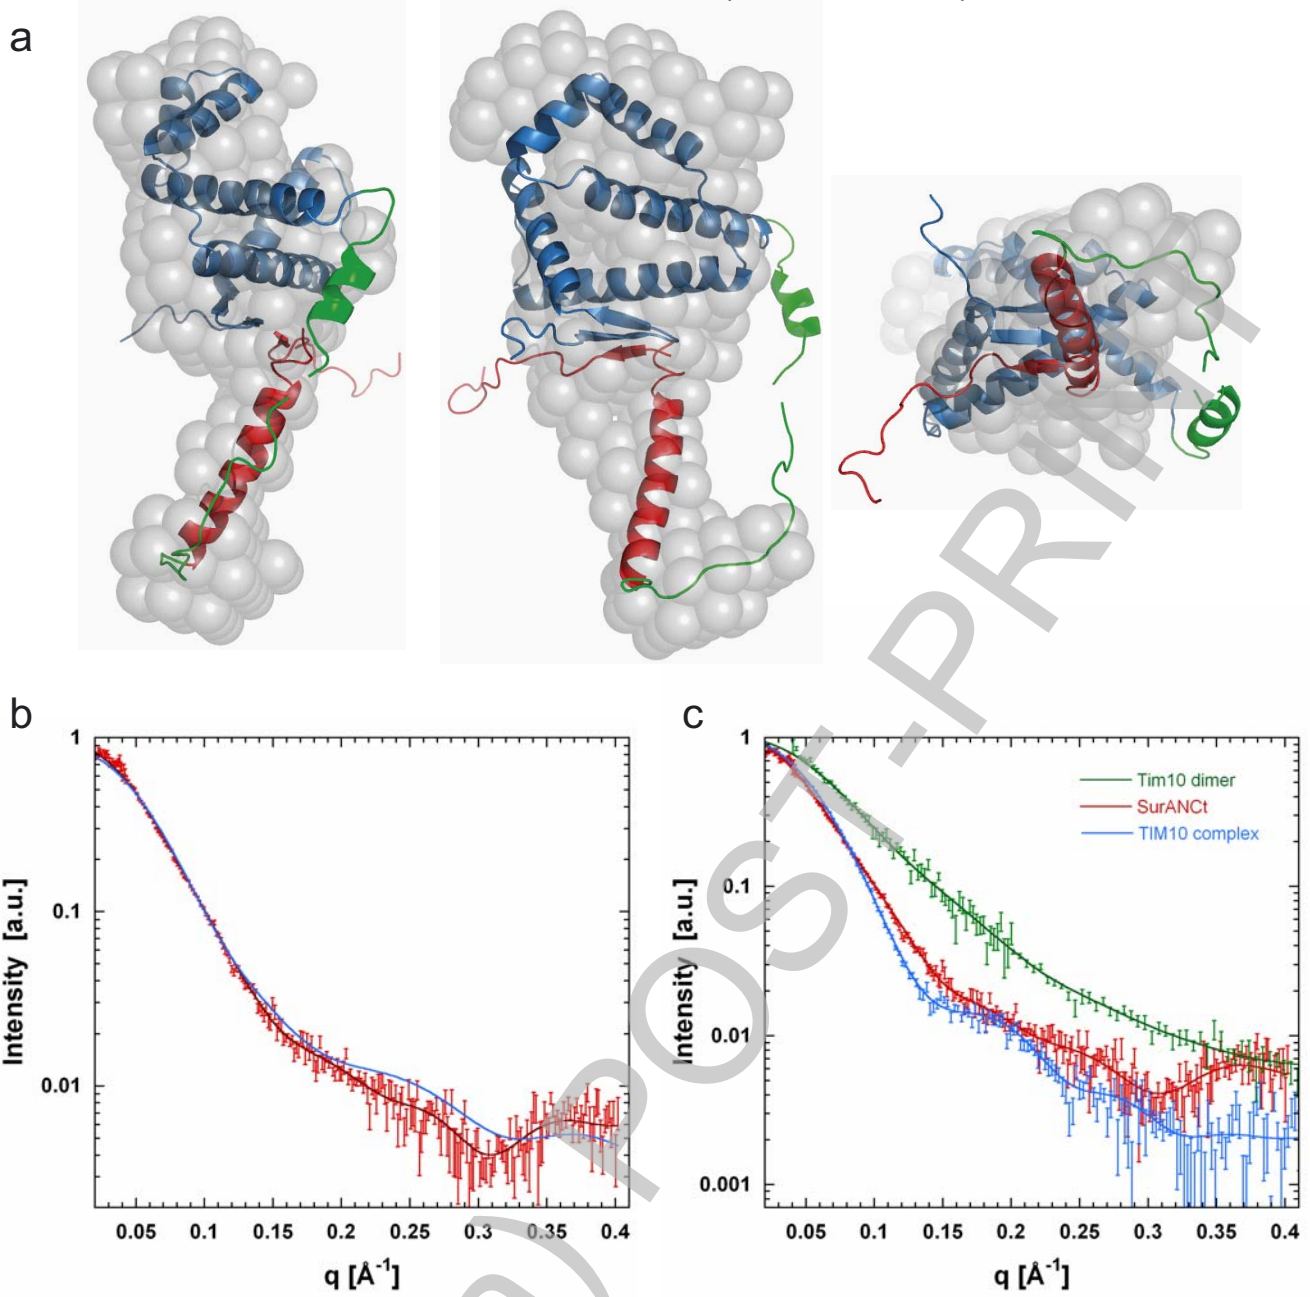 a
b
c
1
0.1
0.01
Intensity [a.u.]
0.05 0.1 0.15 0.2 0.25 0.3 0.35 0.4
q [Å⁻¹]
1
0.1
0.01
0.001
Intensity [a.u.]
Tim10 dimer
SurANCt
TIM10 complex
0.05 0.1 0.15 0.2 0.25 0.3 0.35 0.4
q [Å⁻¹]
) POST-PRINT